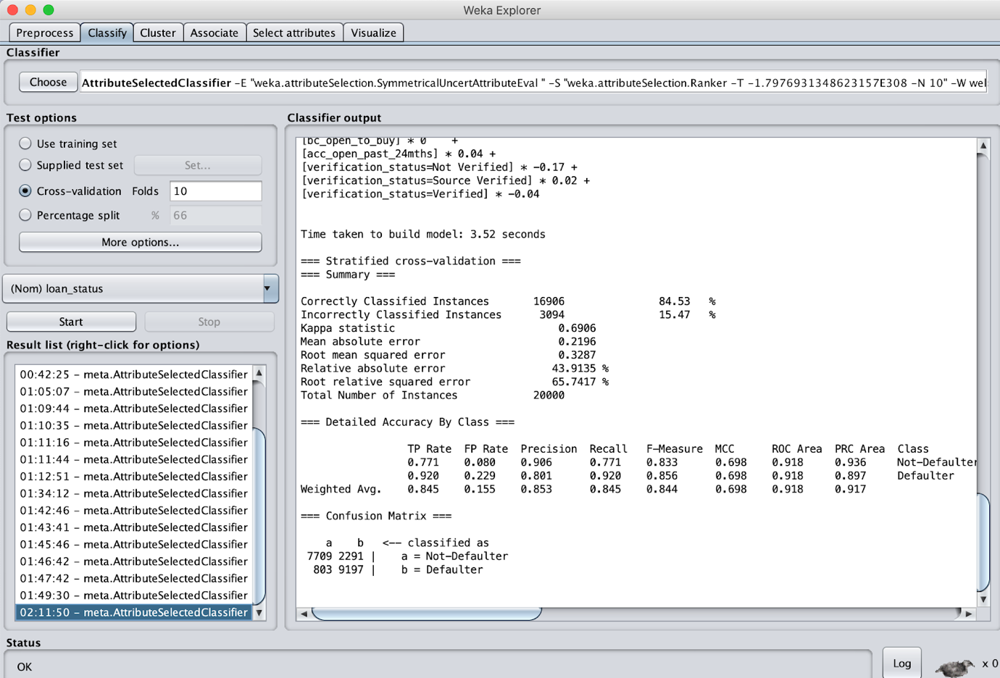 Weka Explorer
Preprocess Classify Cluster Associate Select attributes Visualize
Classifier
Choose AttributeSelectedClassifier -E "weka.attributeSelection.SymmetricalUncertAttributeEval " -S "weka.attributeSelection.Ranker -T -1.7976931348623157E308 -N 10" -W wel
Test options
Use training set
Supplied test set Set...
Cross-validation Folds 10
Percentage split % 66
More options...
(Nom) loan_status
Start Stop
Result list (right-click for options)
00:42:25 - meta.AttributeSelectedClassifier
01:05:07 - meta.AttributeSelectedClassifier
01:09:44 - meta.AttributeSelectedClassifier
01:10:35 - meta.AttributeSelectedClassifier
01:11:16 - meta.AttributeSelectedClassifier
01:11:44 - meta.AttributeSelectedClassifier
01:12:51 - meta.AttributeSelectedClassifier
01:34:12 - meta.AttributeSelectedClassifier
01:42:46 - meta.AttributeSelectedClassifier
01:43:41 - meta.AttributeSelectedClassifier
01:45:46 - meta.AttributeSelectedClassifier
01:46:42 - meta.AttributeSelectedClassifier
01:47:42 - meta.AttributeSelectedClassifier
01:49:30 - meta.AttributeSelectedClassifier
02:11:50 - meta.AttributeSelectedClassifier
Classifier output
[bc_open_to_buy] * 0 +
[acc_open_past_24mths] * 0.04 +
[verification_status=Not Verified] * -0.17 +
[verification_status=Source Verified] * 0.02 +
[verification_status=Verified] * -0.04
Time taken to build model: 3.52 seconds
=== Stratified cross-validation ===
=== Summary ===
Correctly Classified Instances 16906 84.53 %
Incorrectly Classified Instances 3094 15.47 %
Kappa statistic 0.6906
Mean absolute error 0.2196
Root mean squared error 0.3287
Relative absolute error 43.9135 %
Root relative squared error 65.7417 %
Total Number of Instances 20000
=== Detailed Accuracy By Class ===
TP Rate FP Rate Precision Recall F-Measure MCC ROC Area PRC Area Class
0.771 0.080 0.906 0.771 0.833 0.698 0.918 0.936 Not-Defaulter
0.920 0.229 0.801 0.920 0.856 0.698 0.918 0.897 Defaulter
Weighted Avg. 0.845 0.155 0.853 0.845 0.844 0.698 0.918 0.917
=== Confusion Matrix ===
a b <-- classified as
7709 2291 | a = Not-Defaulter
803 9197 | b = Defaulter
Status
OK
Log x 0